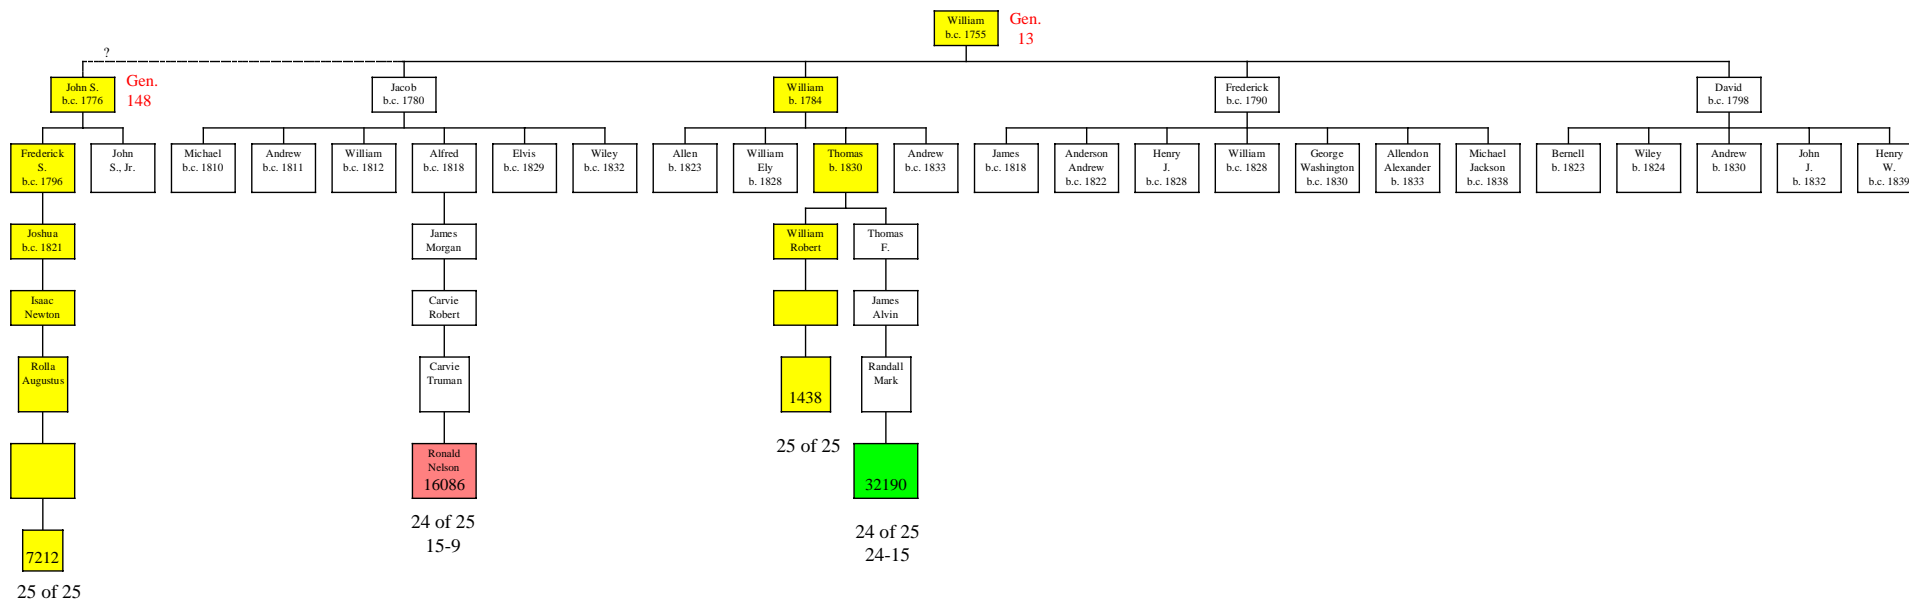 William
b.c. 1755
Gen.
13
?
John S.
b.c. 1776
Gen.
148
Jacob
b.c. 1780
William
b. 1784
Frederick
b.c. 1790
David
b.c. 1798
Frederick
S.
b.c. 1796
John
S., Jr.
Michael
b.c. 1810
Andrew
b.c. 1811
William
b.c. 1812
Alfred
b.c. 1818
Elvis
b.c. 1829
Wiley
b.c. 1832
Allen
b. 1823
William
Ely
b. 1828
Thomas
b. 1830
Andrew
b.c. 1833
James
b.c. 1818
Anderson
Andrew
b.c. 1822
Henry
J.
b.c. 1828
William
b.c. 1828
George
Washington
b.c. 1830
Allendon
Alexander
b. 1833
Michael
Jackson
b.c. 1838
Bernell
b. 1823
Wiley
b. 1824
Andrew
b. 1830
John
J.
b. 1832
Henry
W.
b.c. 1839
Joshua
b.c. 1821
James
Morgan
William
Robert
Thomas
F.
Isaac
Newton
Carvie
Robert
James
Alvin
Rolla
Augustus
Carvie
Truman
1438
Randall
Mark
25 of 25
Ronald
Nelson
16086
32190
24 of 25
15-9
24 of 25
24-15
7212
25 of 25